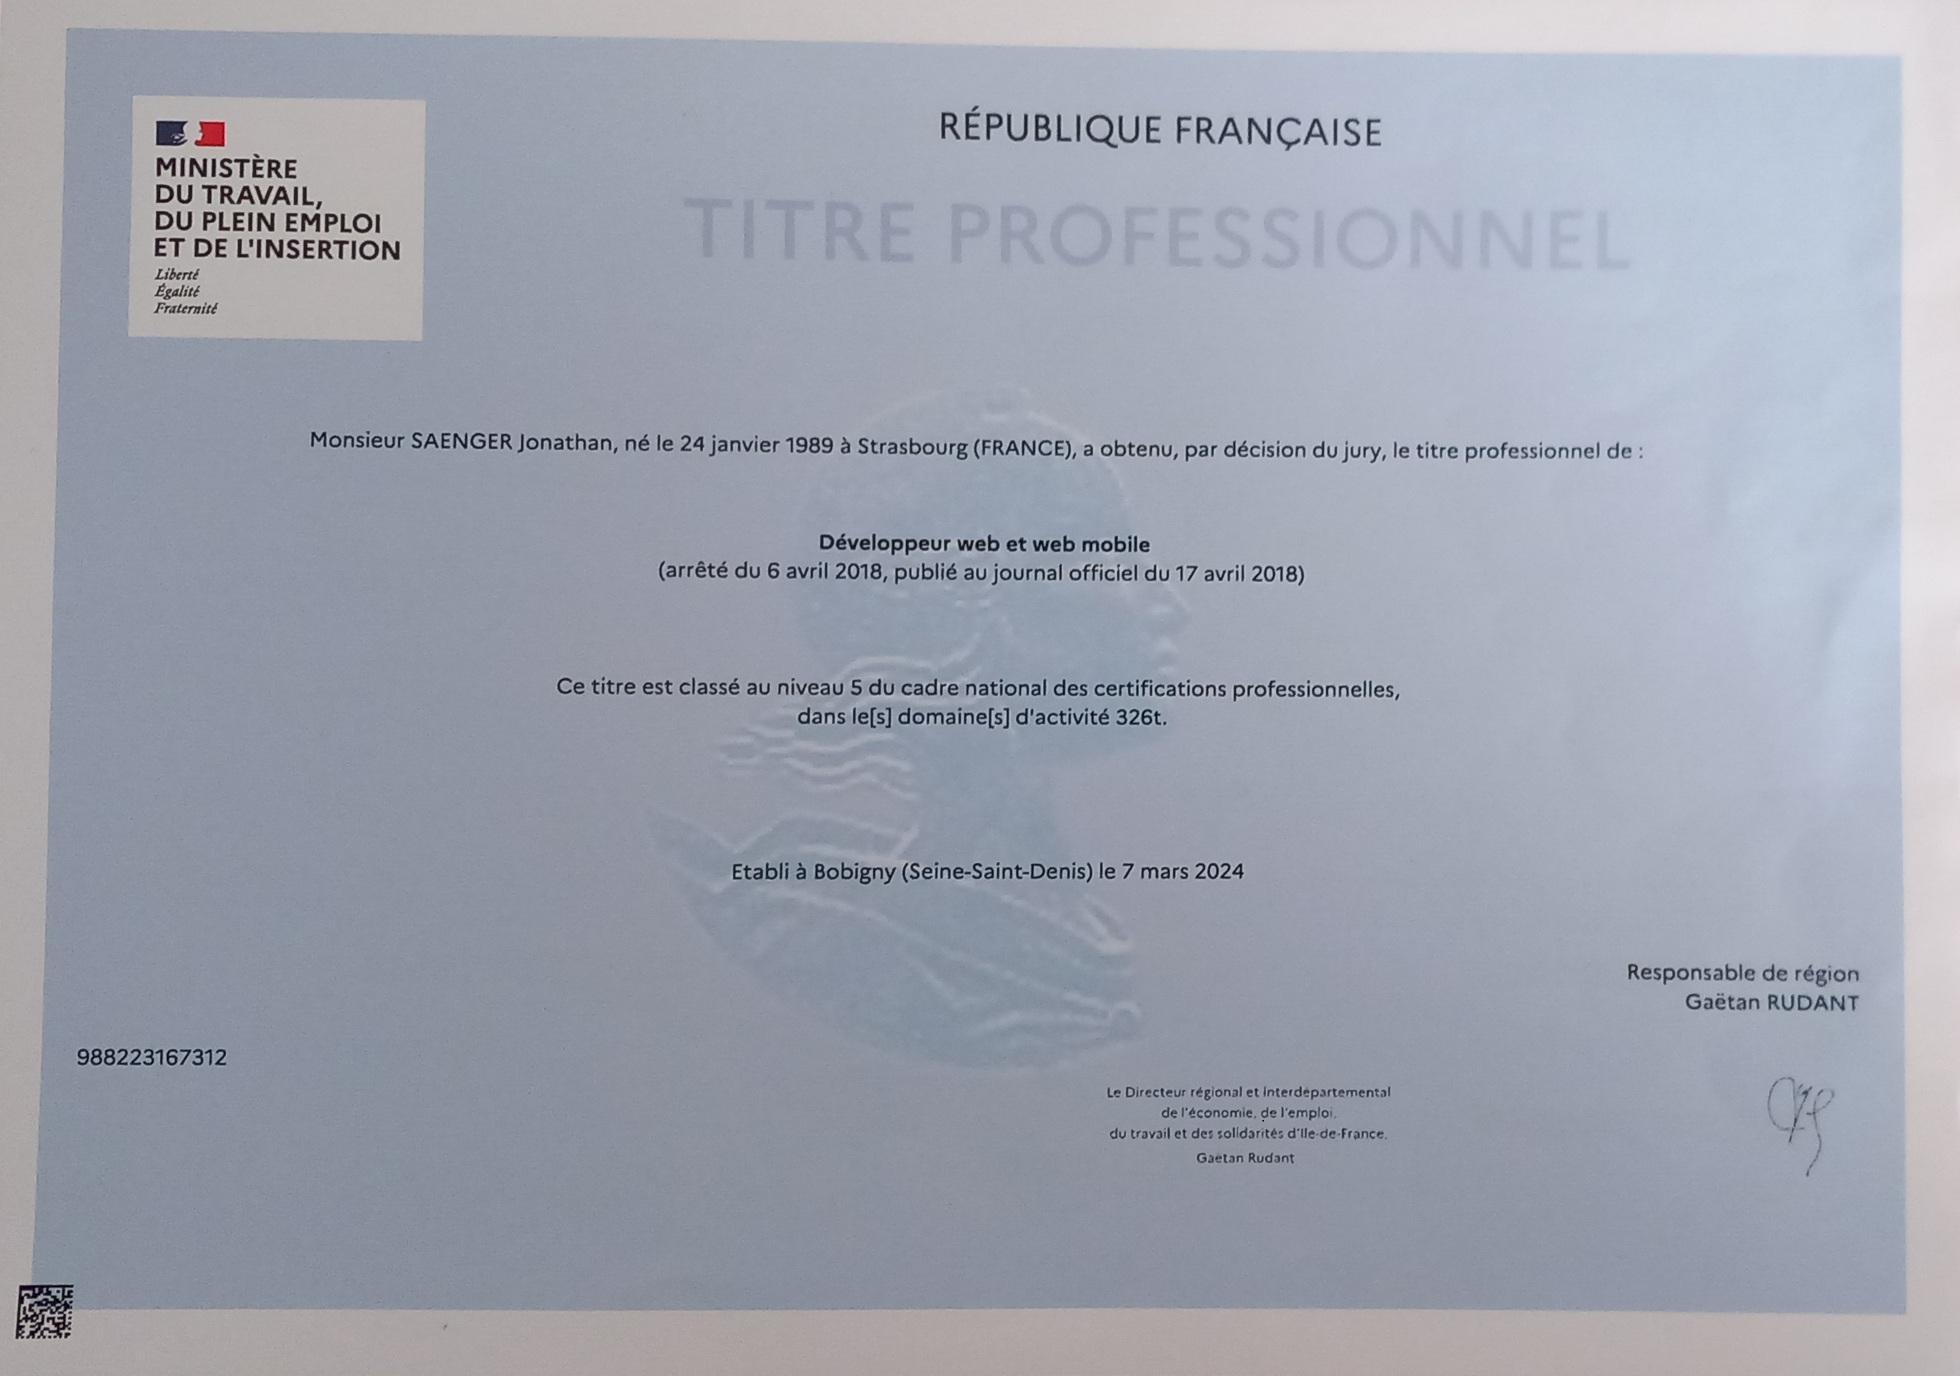 MINISTÈRE
DU TRAVAIL,
DU PLEIN EMPLOI
ET DE L'INSERTION
Liberté
Égalité
Fraternité
RÉPUBLIQUE FRANÇAISE
TITRE PROFESSIONNEL
Monsieur SAENGER Jonathan, né le 24 janvier 1989 à Strasbourg (FRANCE), a obtenu, par décision du jury, le titre professionnel de :
Développeur web et web mobile
(arrêté du 6 avril 2018, publié au journal officiel du 17 avril 2018)
Ce titre est classé au niveau 5 du cadre national des certifications professionnelles,
dans le[s] domaine[s] d'activité 326t.
Etabli à Bobigny (Seine-Saint-Denis) le 7 mars 2024
Responsable de région
Gaëtan RUDANT
988223167312
Le Directeur régional et interdépartemental
de l'économie, de l'emploi,
du travail et des solidarités d'Ile-de-France,
Gaëtan Rudant